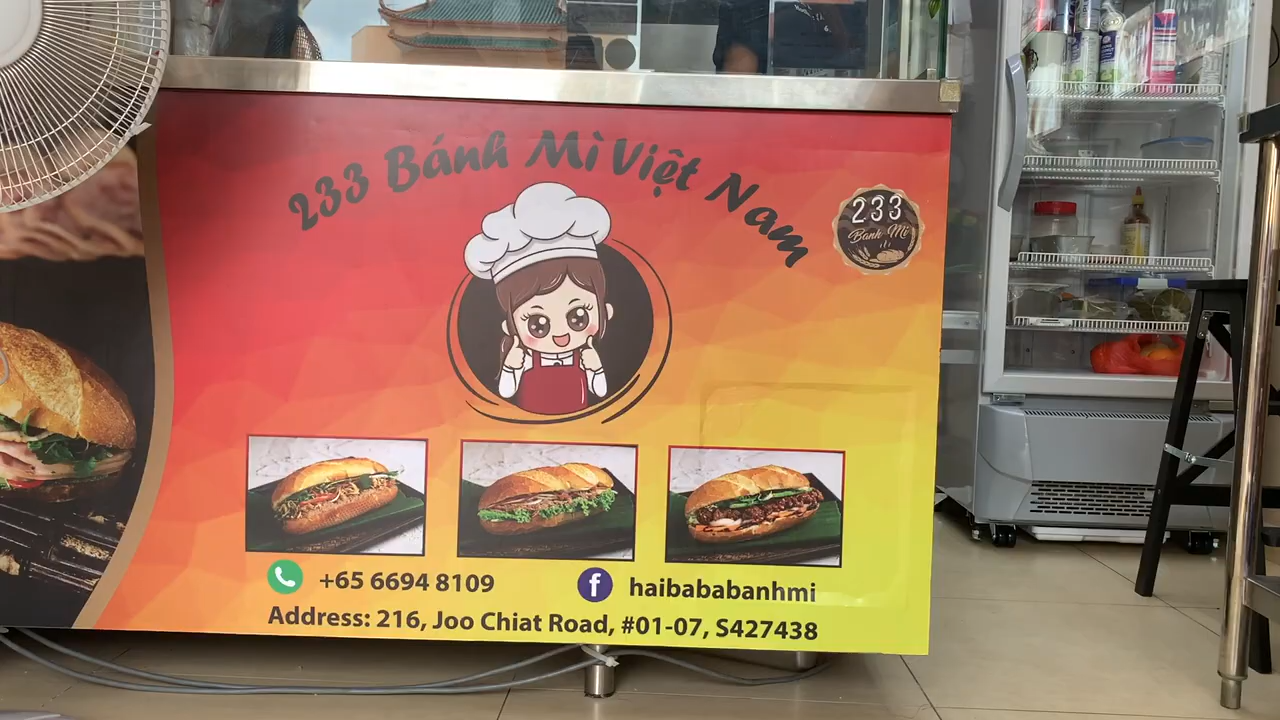 233 Bánh Mì Việt Nam
233
Banh Mì
+65 6694 8109
haibababanhmi
Address: 216, Joo Chiat Road, #01-07, S427438